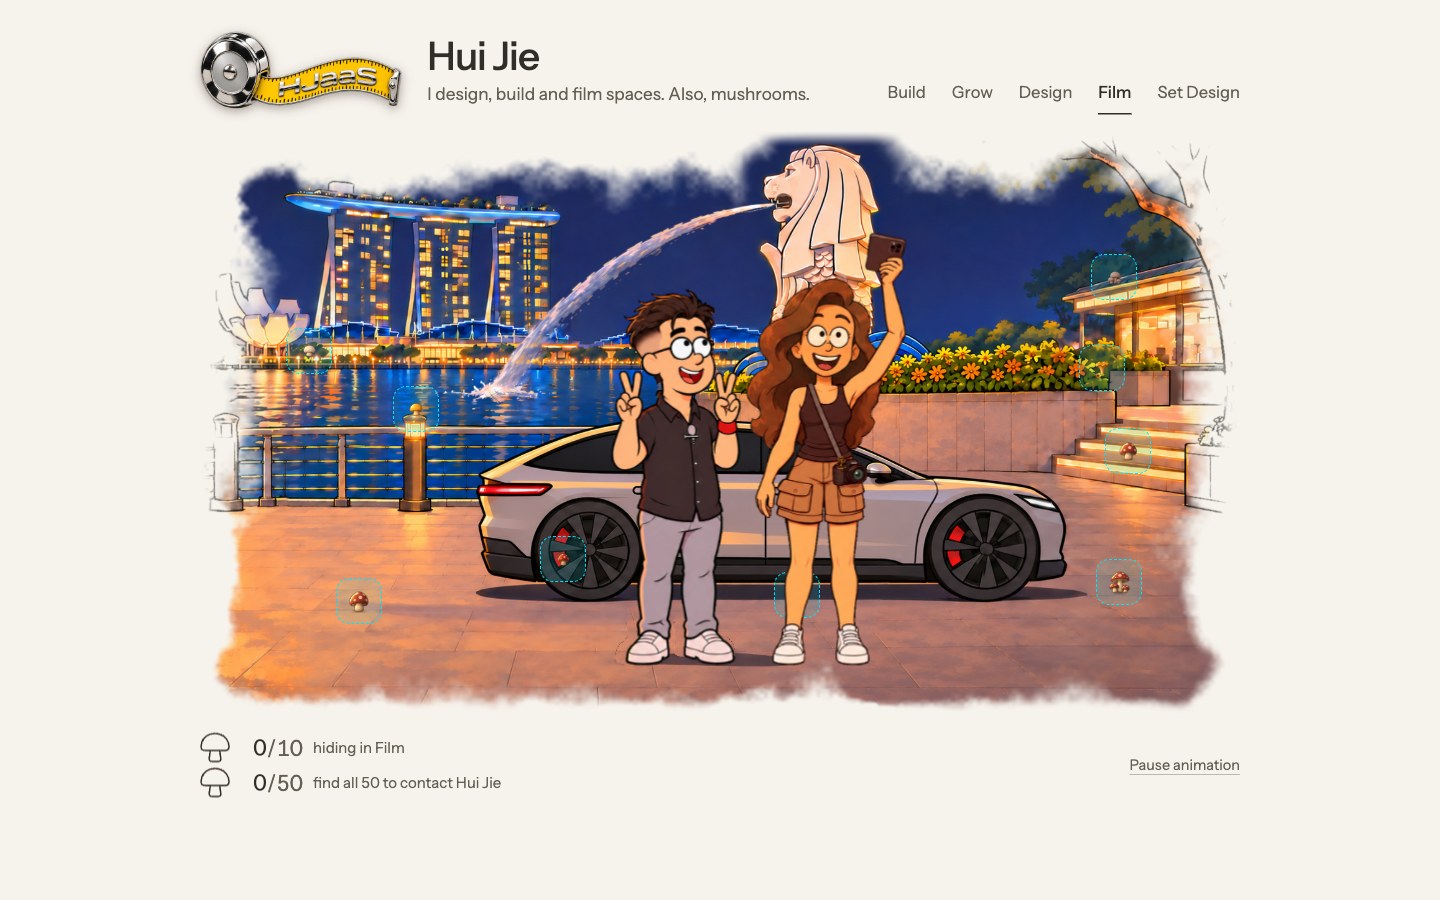 HJaaS
Hui Jie
I design, build and film spaces. Also, mushrooms.
Build Grow Design Film Set Design
0/10 hiding in Film
0/50 find all 50 to contact Hui Jie
Pause animation